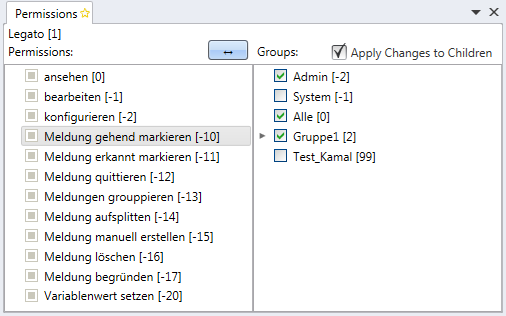 Permissions
Legato [1]
Permissions:
↔
Groups:
Apply Changes to Children
ansehen [0]
bearbeiten [-1]
konfigurieren [-2]
Meldung gehend markieren [-10]
Meldung erkannt markieren [-11]
Meldung quittieren [-12]
Meldungen grouppieren [-13]
Meldung aufsplitten [-14]
Meldung manuell erstellen [-15]
Meldung löschen [-16]
Meldung begründen [-17]
Variablenwert setzen [-20]
Admin [-2]
System [-1]
Alle [0]
Gruppe1 [2]
Test_Kamal [99]